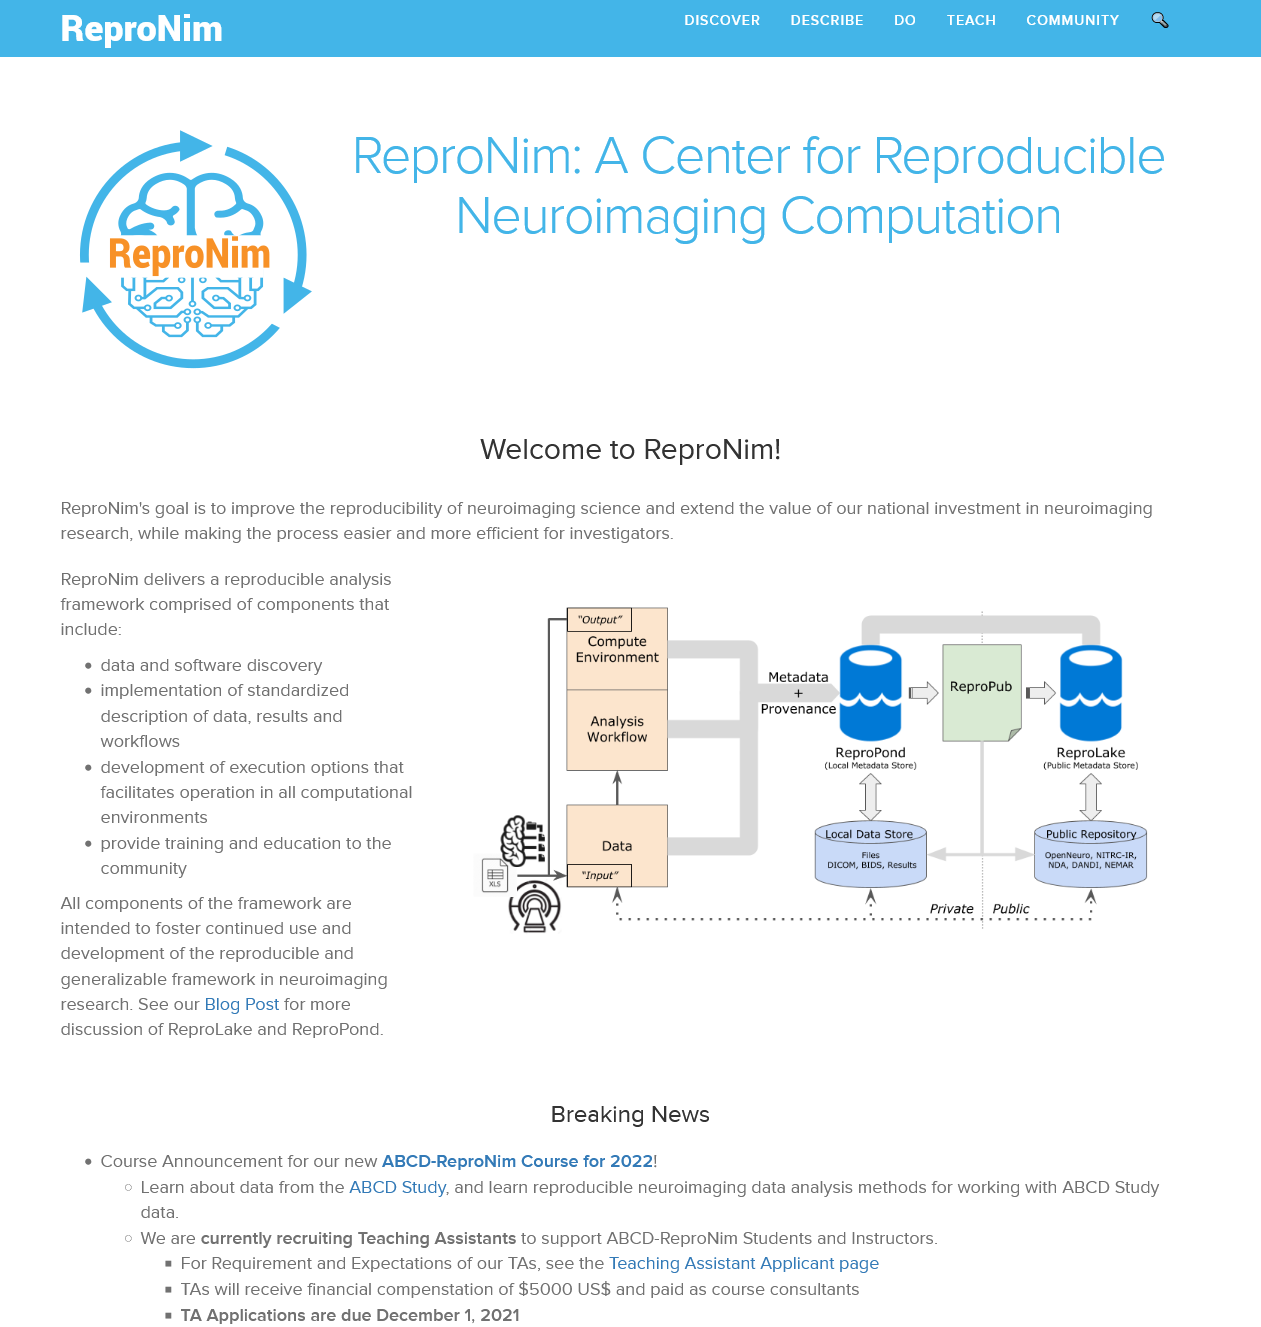 ReproNim
DISCOVER DESCRIBE DO TEACH COMMUNITY
ReproNim
ReproNim: A Center for Reproducible
Neuroimaging Computation
Welcome to ReproNim!
ReproNim's goal is to improve the reproducibility of neuroimaging science and extend the value of our national investment in neuroimaging
research, while making the process easier and more efficient for investigators.
ReproNim delivers a reproducible analysis
framework comprised of components that
include:
data and software discovery
implementation of standardized
description of data, results and
workflows
development of execution options that
facilitates operation in all computational
environments
provide training and education to the
community
All components of the framework are
intended to foster continued use and
development of the reproducible and
generalizable framework in neuroimaging
research. See our Blog Post for more
discussion of ReproLake and ReproPond.
"Output"
Compute
Environment
Analysis
Workflow
Data
"Input"
XLS
Metadata
+
Provenance
ReproPond
(Local Metadata Store)
ReproPub
ReproLake
(Public Metadata Store)
Local Data Store
Files
DICOM, BIDS, Results
Public Repository
OpenNeuro, NITRC-IR,
NDA, DANDI, NEMAR
Private
Public
Breaking News
Course Announcement for our new ABCD-ReproNim Course for 2022!
Learn about data from the ABCD Study, and learn reproducible neuroimaging data analysis methods for working with ABCD Study
data.
We are currently recruiting Teaching Assistants to support ABCD-ReproNim Students and Instructors.
For Requirement and Expectations of our TAs, see the Teaching Assistant Applicant page
TAs will receive financial compenstation of $5000 US$ and paid as course consultants
TA Applications are due December 1, 2021